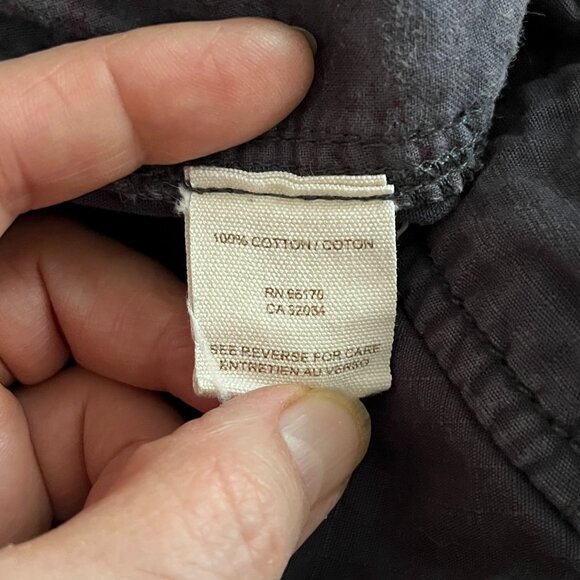 100% COTTON / COTON
RN 66170
CA 32064
SEE REVERSE FOR CARE
ENTRETIEN AU VERSO